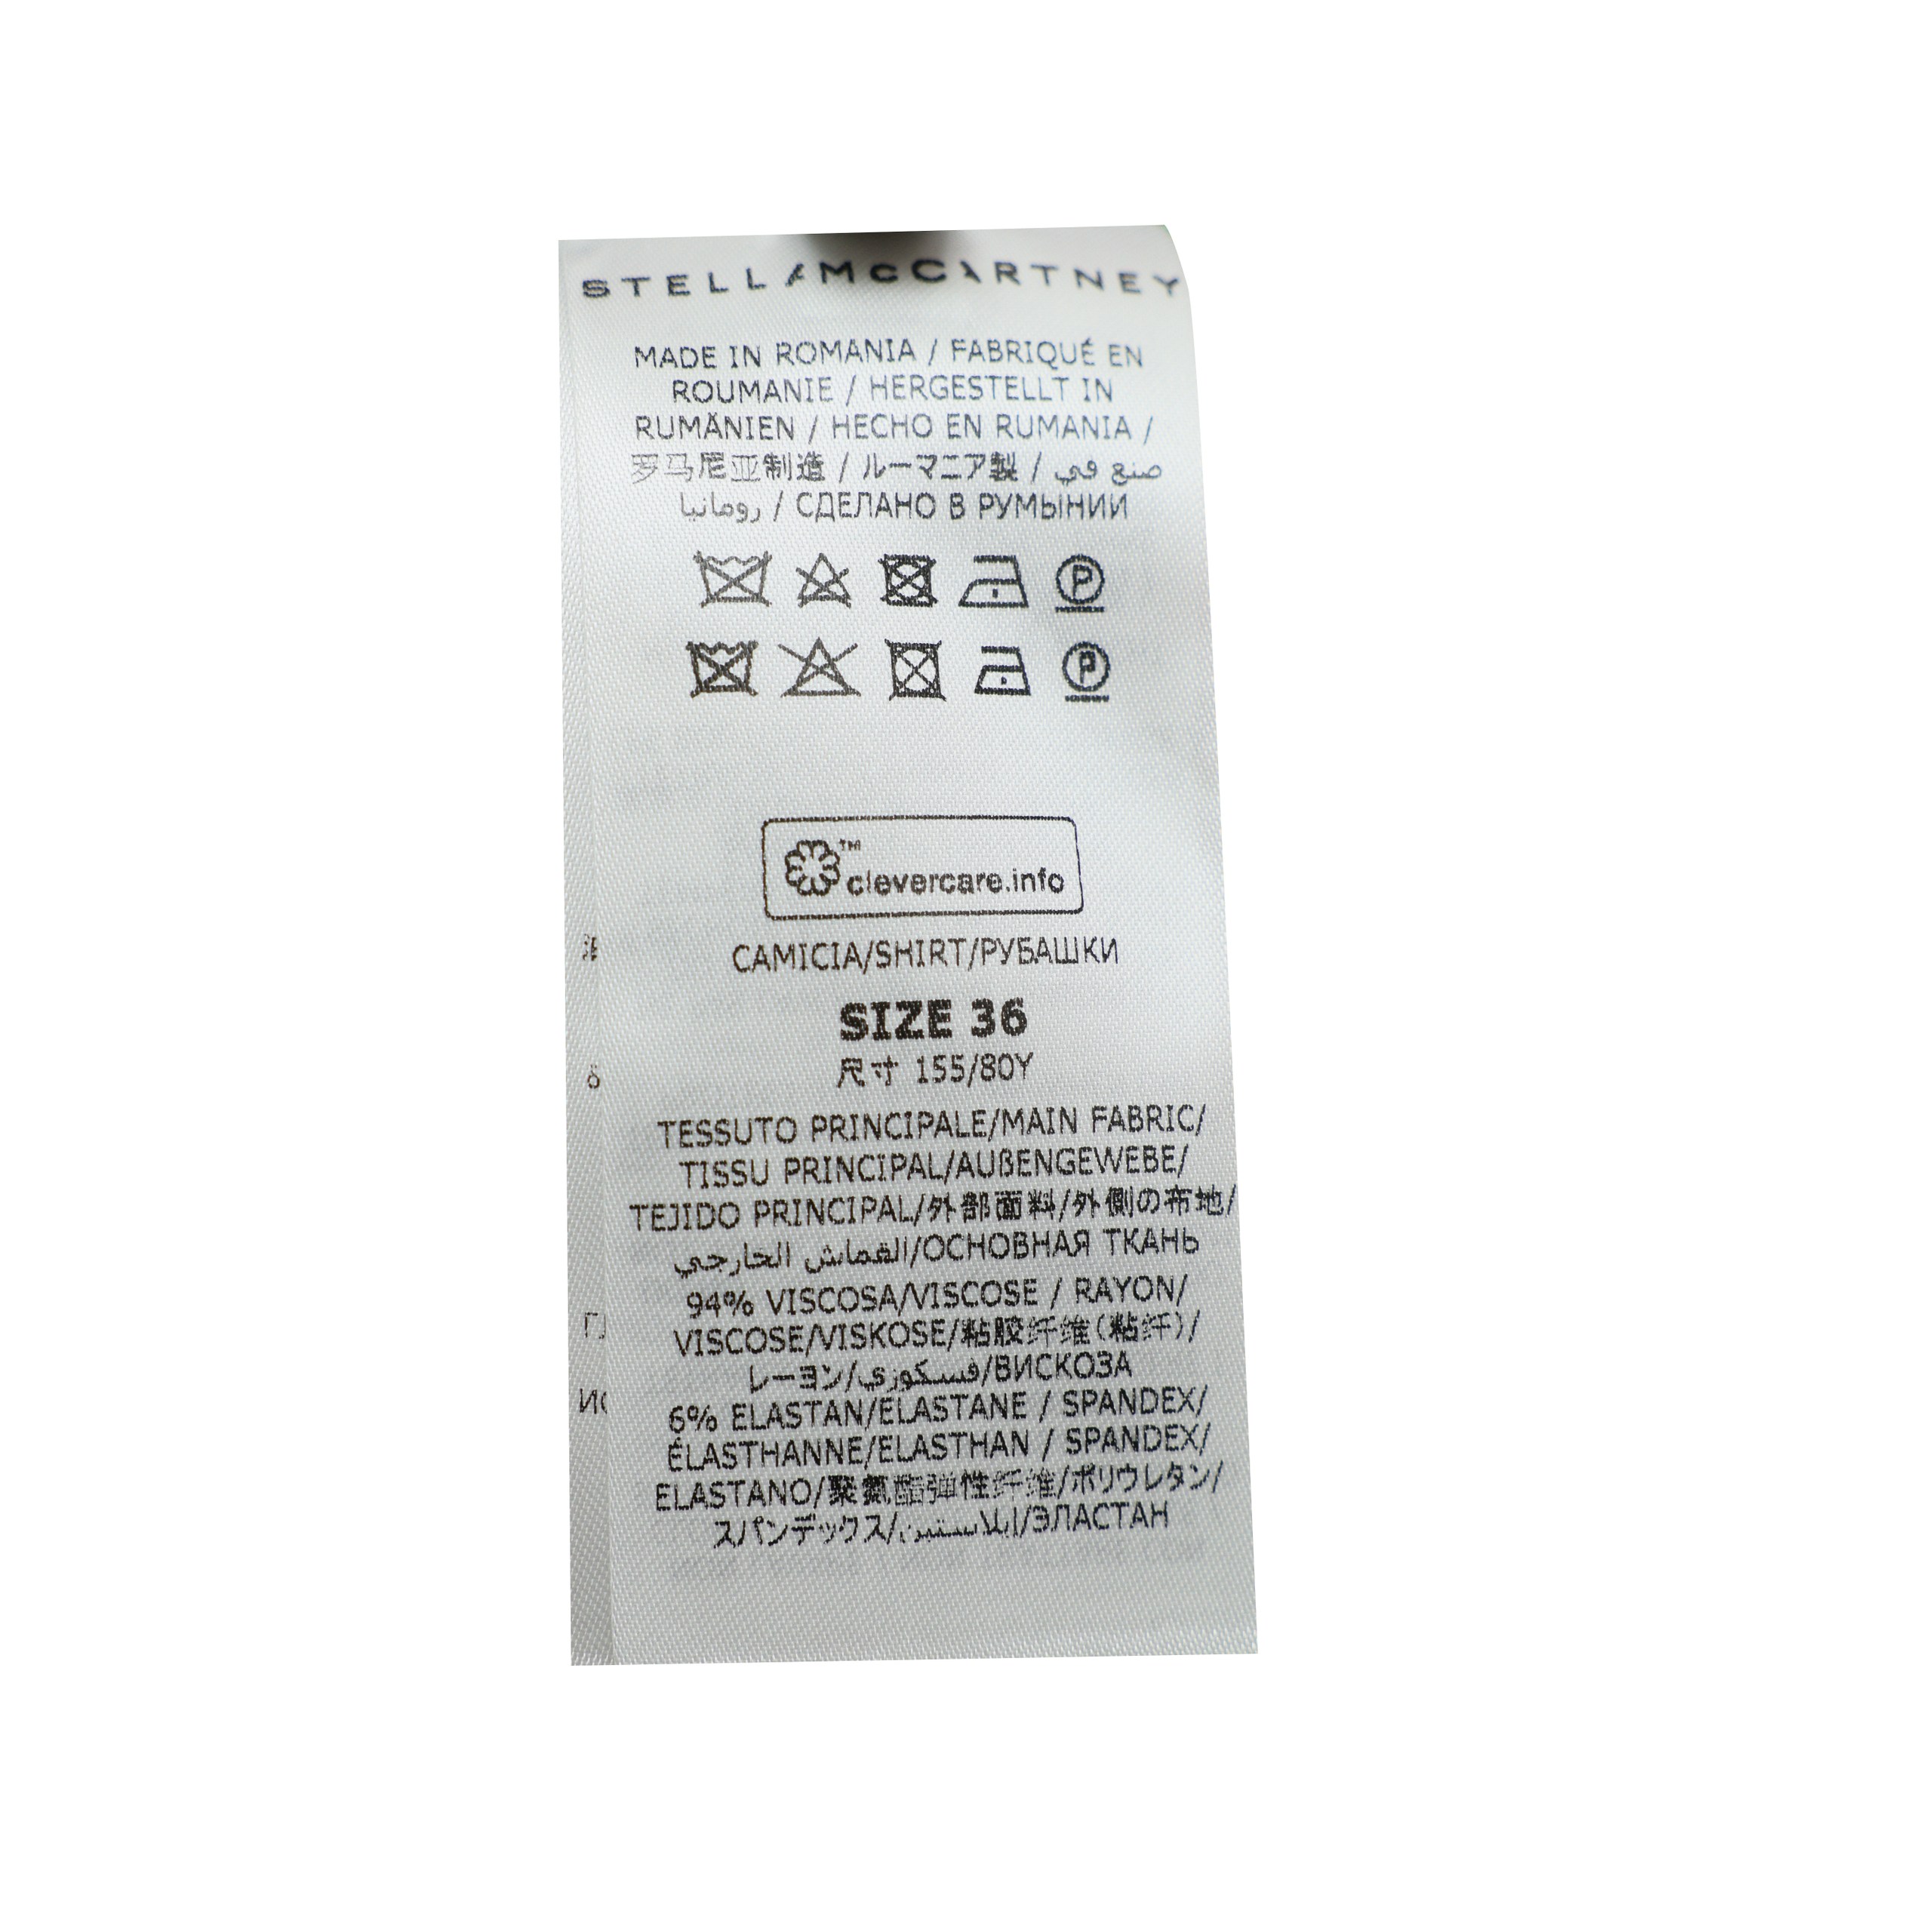 STELLA McCARTNEY
MADE IN ROMANIA / FABRIQUÉ EN
ROUMANIE / HERGESTELLT IN
RUMÄNIEN / HECHO EN RUMANIA /
罗马尼亚制造 / ルーマニア製 / صنع في
رومانيا / СДЕЛАНО В РУМЫНИИ
P
P
™
clevercare.info
CAMICIA/SHIRT/РУБАШКИ
SIZE 36
尺寸 155/80Y
TESSUTO PRINCIPALE/MAIN FABRIC/
TISSU PRINCIPAL/AUßENGEWEBE/
TEJIDO PRINCIPAL/外部面料/外側の布地/
القماش الخارجي/ОСНОВНАЯ ТКАНЬ
94% VISCOSA/VISCOSE / RAYON/
VISCOSE/VISKOSE/粘胶纤维(粘纤)/
レーヨン/فسكوزي/ВИСКОЗА
6% ELASTAN/ELASTANE / SPANDEX/
ÉLASTHANNE/ELASTHAN / SPANDEX/
ELASTANO/聚氨酯弹性纤维/ポリウレタン/
スパンデックス/إيلاستين/ЭЛАСТАН